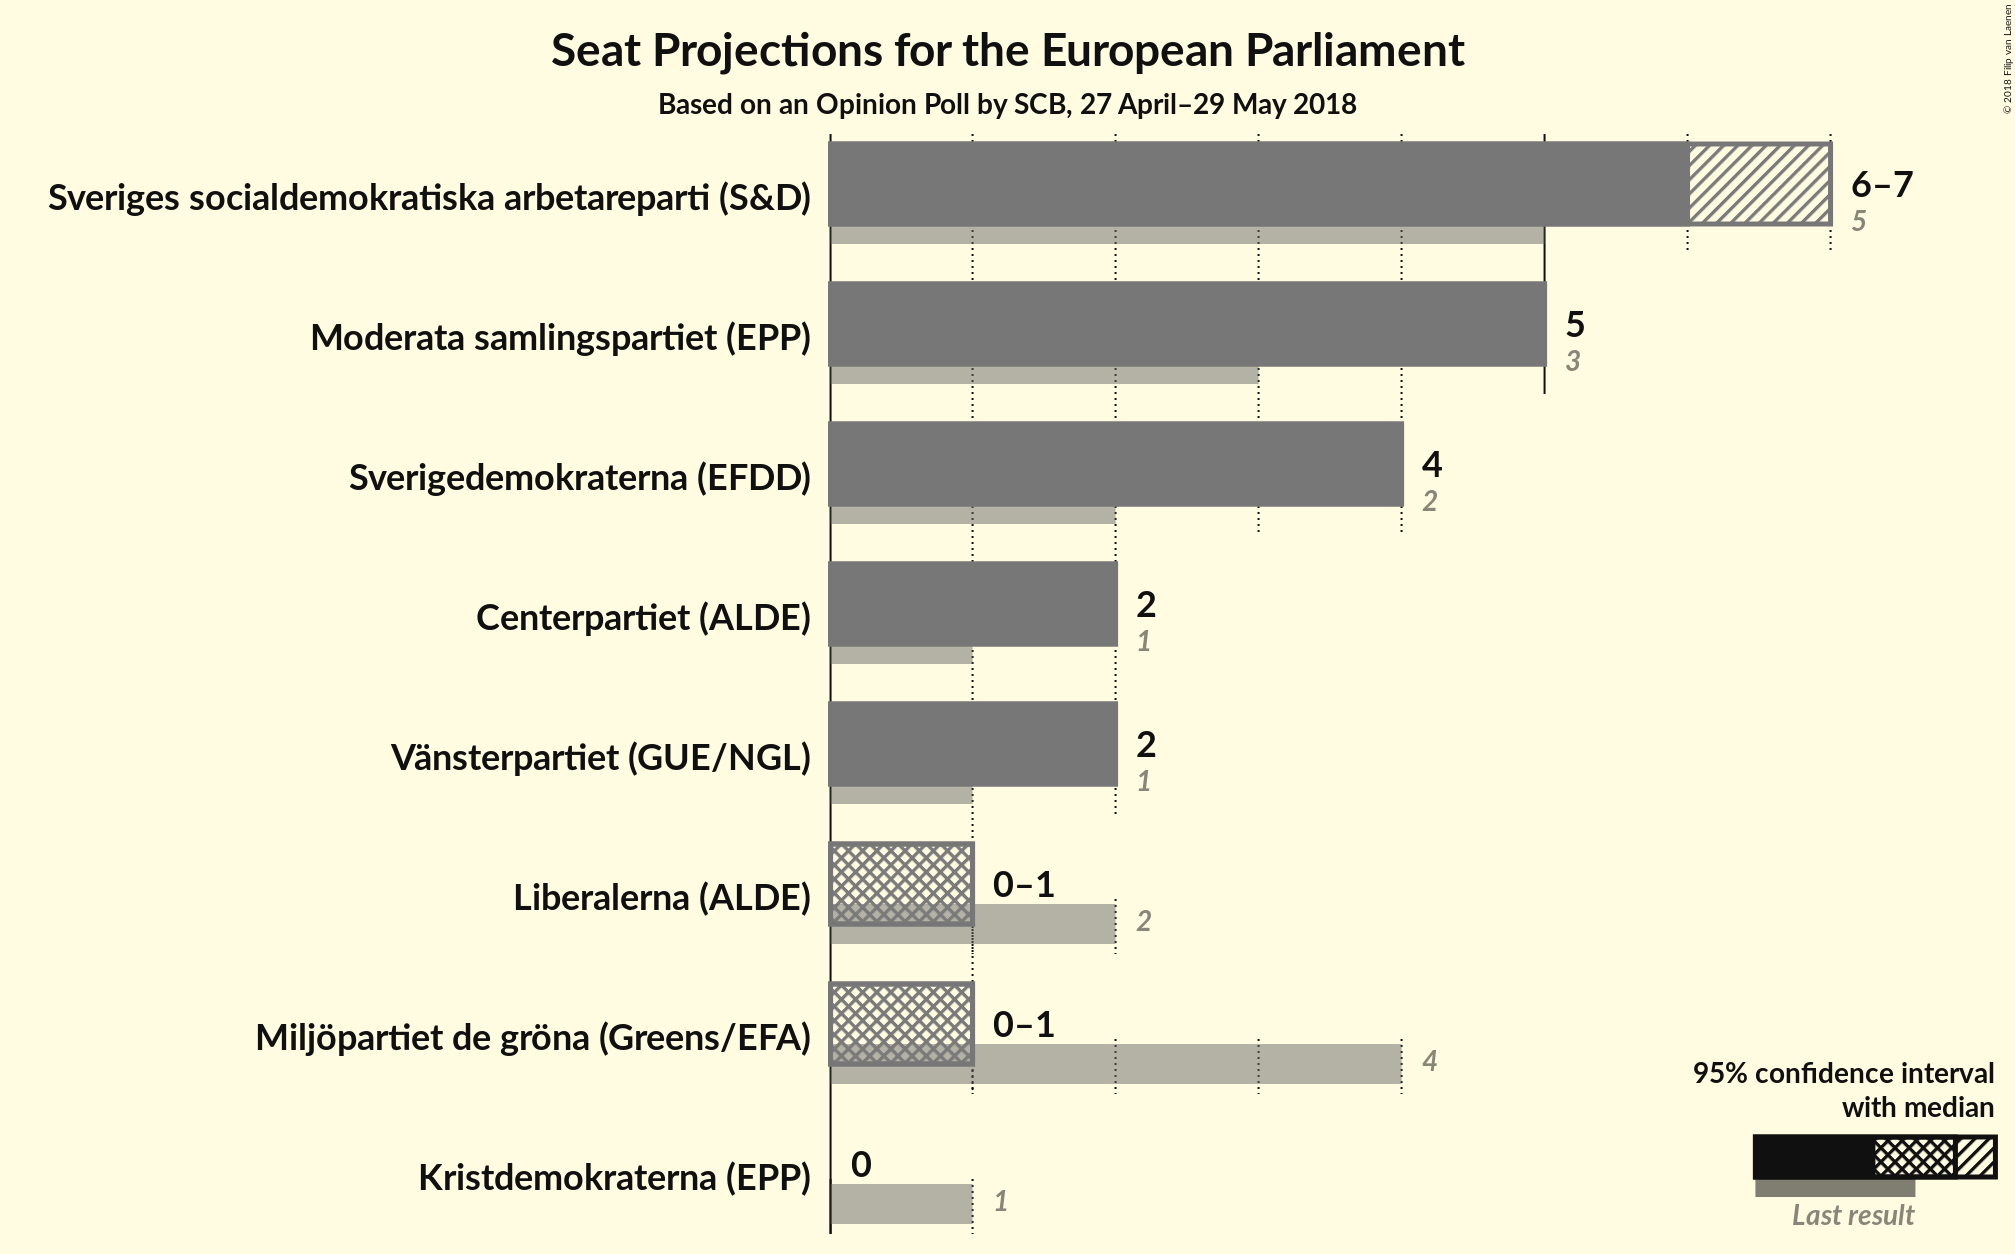 Seat Projections for the European Parliament
Based on an Opinion Poll by SCB, 27 April–29 May 2018
© 2018 Filip van Laenen
Sveriges socialdemokratiska arbetareparti (S&D)
6–7
5
Moderata samlingspartiet (EPP)
5
3
Sverigedemokraterna (EFDD)
4
2
Centerpartiet (ALDE)
2
1
Vänsterpartiet (GUE/NGL)
2
1
Liberalerna (ALDE)
0–1
2
Miljöpartiet de gröna (Greens/EFA)
0–1
4
Kristdemokraterna (EPP)
0
1
95% confidence interval
with median
Last result